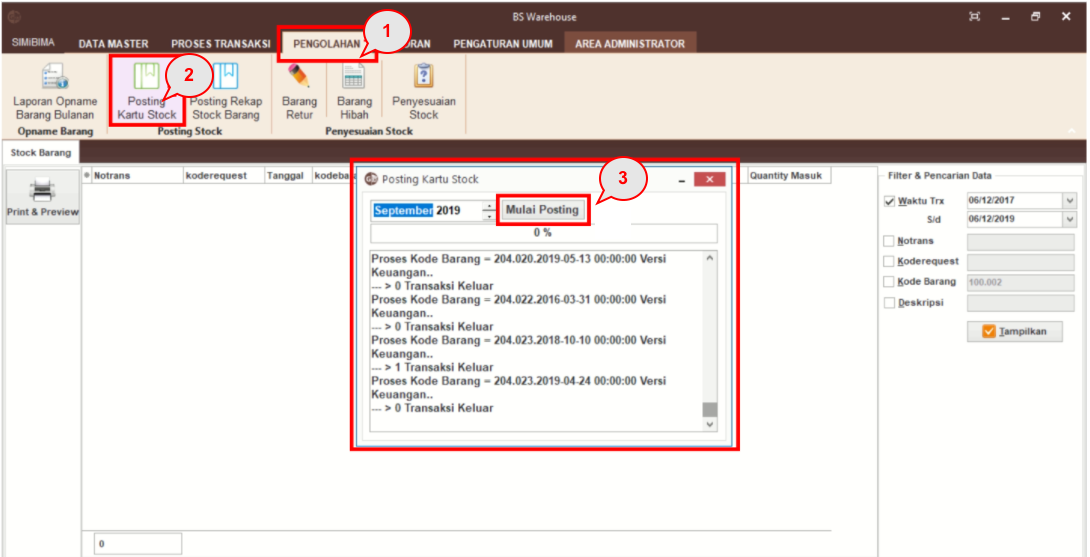 BS Warehouse
SIMIBIMA DATA MASTER PROSES TRANSAKSI PENGOLAHAN ORAN PENGATURAN UMUM AREA ADMINISTRATOR
1
2
Laporan Opname
Barang Bulanan
Opname Barang
Posting
Kartu Stock
Posting Rekap
Stock Barang
Posting Stock
Barang
Retur
Barang
Hibah
Penyesuaian
Stock
Penyesuaian Stock
Stock Barang
Print & Preview
Notrans koderequest Tanggal kodeba Quantity Masuk
Posting Kartu Stock
3
September 2019 Mulai Posting
0 %
Proses Kode Barang = 204.020.2019-05-13 00:00:00 Versi
Keuangan..
--- > 0 Transaksi Keluar
Proses Kode Barang = 204.022.2016-03-31 00:00:00 Versi
Keuangan..
--- > 0 Transaksi Keluar
Proses Kode Barang = 204.023.2018-10-10 00:00:00 Versi
Keuangan..
--- > 1 Transaksi Keluar
Proses Kode Barang = 204.023.2019-04-24 00:00:00 Versi
Keuangan..
--- > 0 Transaksi Keluar
Filter & Pencarian Data
Waktu Trx 06/12/2017
S/d 06/12/2019
Notrans
Koderequest
Kode Barang 100.002
Deskripsi
Tampilkan
0